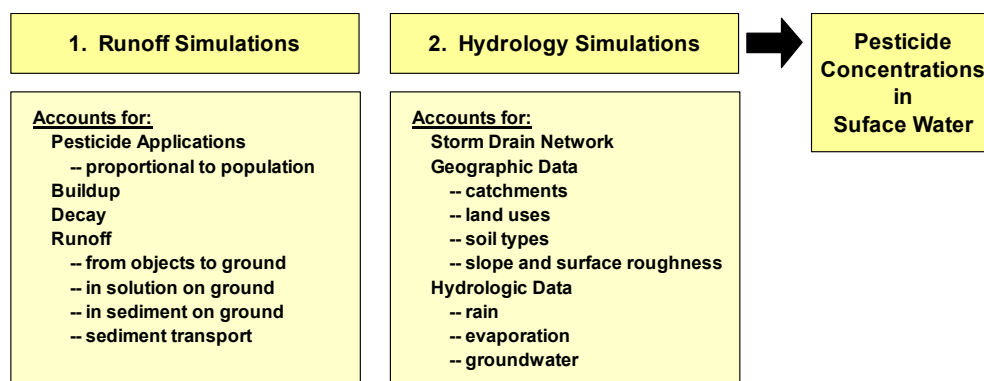 1. Runoff Simulations
Accounts for:
Pesticide Applications
-- proportional to population
Buildup
Decay
Runoff
-- from objects to ground
-- in solution on ground
-- in sediment on ground
-- sediment transport
2. Hydrology Simulations
Accounts for:
Storm Drain Network
Geographic Data
-- catchments
-- land uses
-- soil types
-- slope and surface roughness
Hydrologic Data
-- rain
-- evaporation
-- groundwater
Pesticide
Concentrations
in
Suface Water